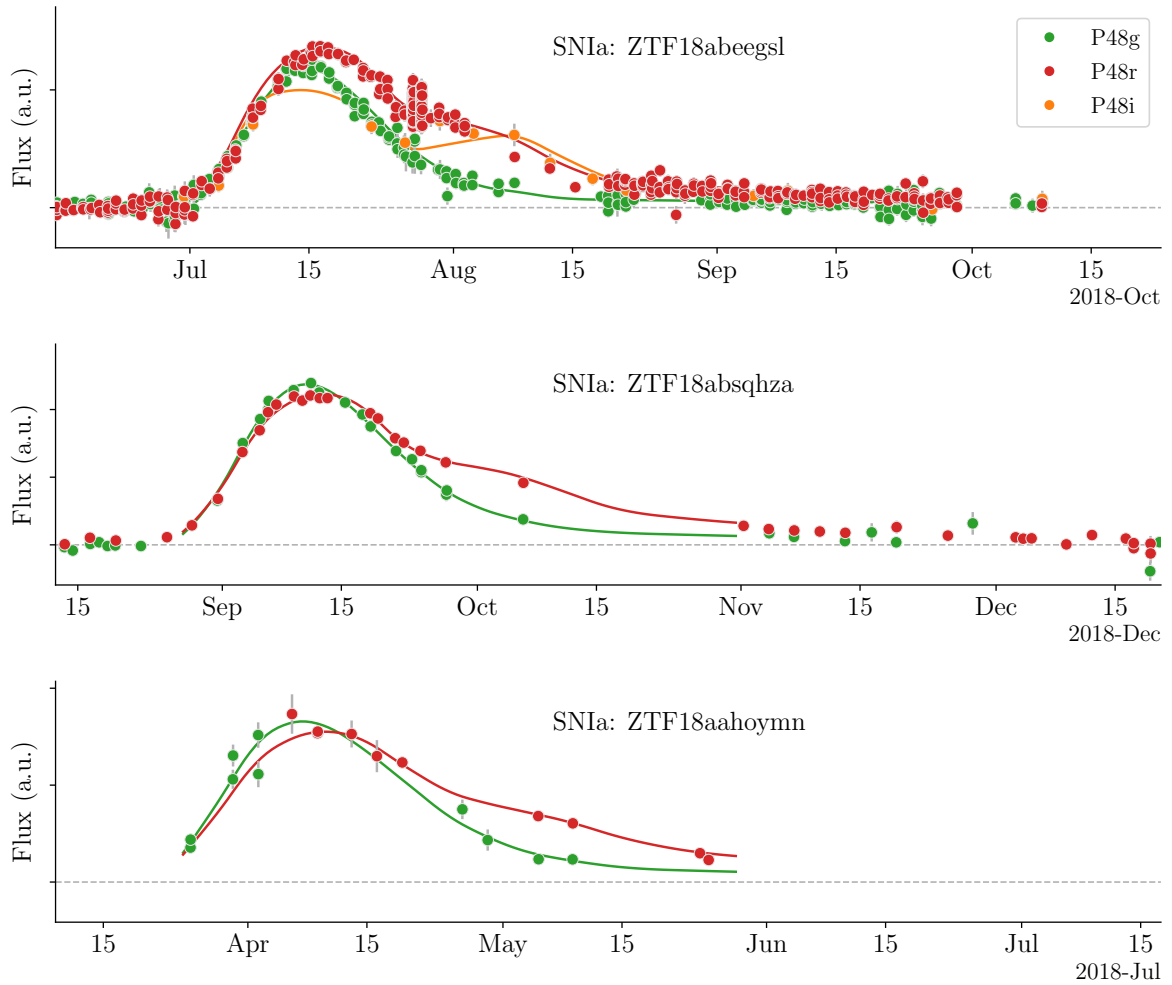 SNIa: ZTF18abeegsl
P48g
P48r
P48i
Flux (a.u.)
Jul 15 Aug 15 Sep 15 Oct 15
2018-Oct
SNIa: ZTF18absqhza
Flux (a.u.)
15 Sep 15 Oct 15 Nov 15 Dec 15
2018-Dec
SNIa: ZTF18aahoymn
Flux (a.u.)
15 Apr 15 May 15 Jun 15 Jul 15
2018-Jul